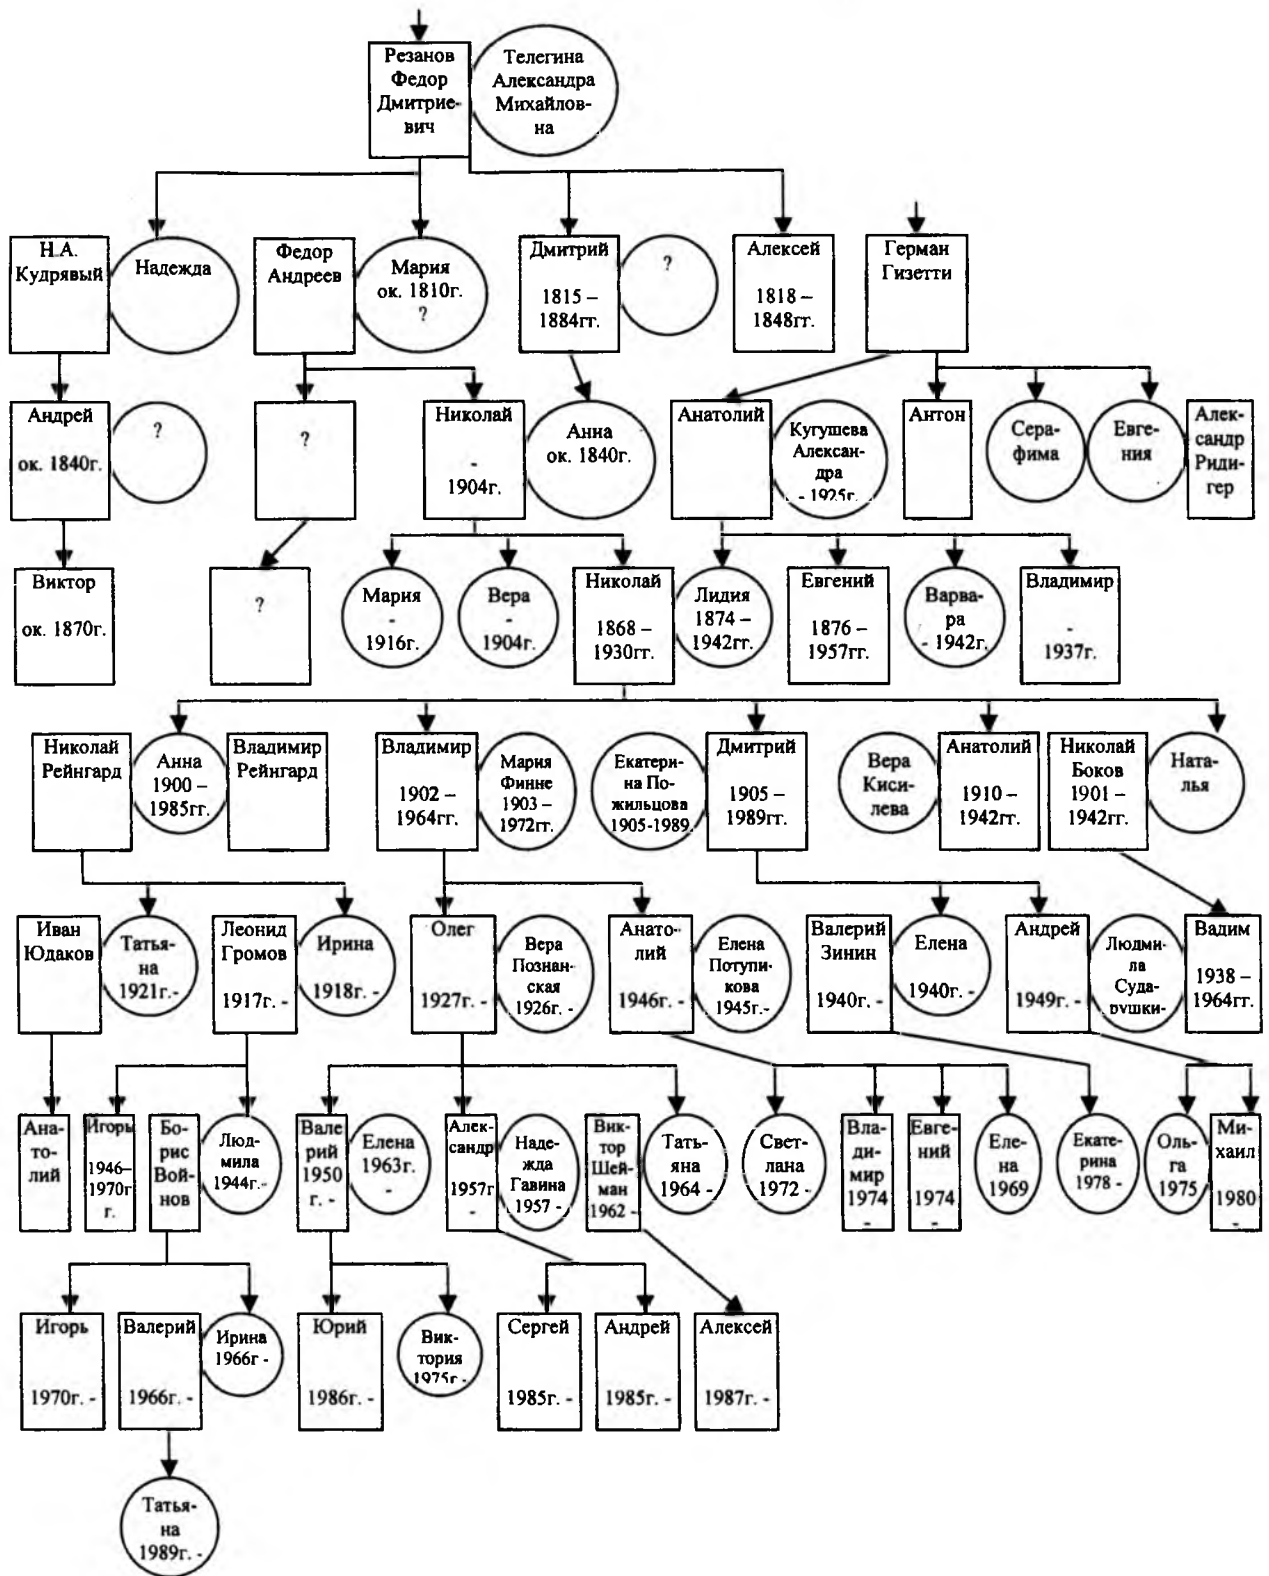 Резанов
Федор
Дмитрие-
вич
Телегина
Александра
Михайлов-
на
Н.А.
Кудрявый
Надежда
Федор
Андреев
Мария
ок. 1810г.
?
Дмитрий
1815 –
1884гг.
?
Алексей
1818 –
1848гг.
Герман
Гизетти
Андрей
ок. 1840г.
?
?
Николай
-
1904г.
Анна
ок. 1840г.
Анатолий
Кугушева
Алексан-
дра
- 1925г.
Антон
Сера-
фима
Евге-
ния
Алек-
сандр
Риди-
гер
Виктор
ок. 1870г.
?
Мария
-
1916г.
Вера
-
1904г.
Николай
1868 –
1930гг.
Лидия
1874 –
1942гг.
Евгений
1876 –
1957гг.
Варва-
ра
- 1942г.
Владимир
-
1937г.
Николай
Рейнгард
Анна
1900 –
1985гг.
Владимир
Рейнгард
Владимир
1902 –
1964гг.
Мария
Финне
1903 –
1972гг.
Екатери-
на По-
жильцова
1905-1989.
Дмитрий
1905 –
1989гг.
Вера
Киси-
лева
Анатолий
1910 –
1942гг.
Николай
Боков
1901 –
1942гг.
Ната-
лья
Иван
Юдаков
Татья-
на
1921г.-
Леонид
Громов
1917г. -
Ирина
1918г. -
Олег
1927г. -
Вера
Познан-
ская
1926г. -
Анато-
лий
1946г. -
Елена
Потупи-
кова
1945г.-
Валерий
Зинин
1940г. -
Елена
1940г. -
Андрей
1949г. -
Людми-
ла
Суда-
рушки-
Вадим
1938 –
1964гг.
Ана-
то-
лий
Игорь
1946–
1970г
г.
Бо-
рис
Вой-
нов
Люд-
мила
1944г.-
Вале-
рий
1950
г. -
Елена
1963г.
-
Алек-
сандр
1957г
-
Наде-
жда
Гавина
1957 -
Вик-
тор
Шей-
ман
1962 -
Тать-
яна
1964 -
Свет-
лана
1972 -
Вла-
ди-
мир
1974
-
Евге-
ний
1974
-
Еле-
на
1969
Екате-
рина
1978 -
Оль-
га
1975
Ми-
хаил
1980
-
Игорь
1970г. -
Валерий
1966г. -
Ирина
1966г -
Юрий
1986г. -
Вик-
тория
1975г -
Сергей
1985г. -
Андрей
1985г. -
Алексей
1987г. -
Татья-
на
1989г. -